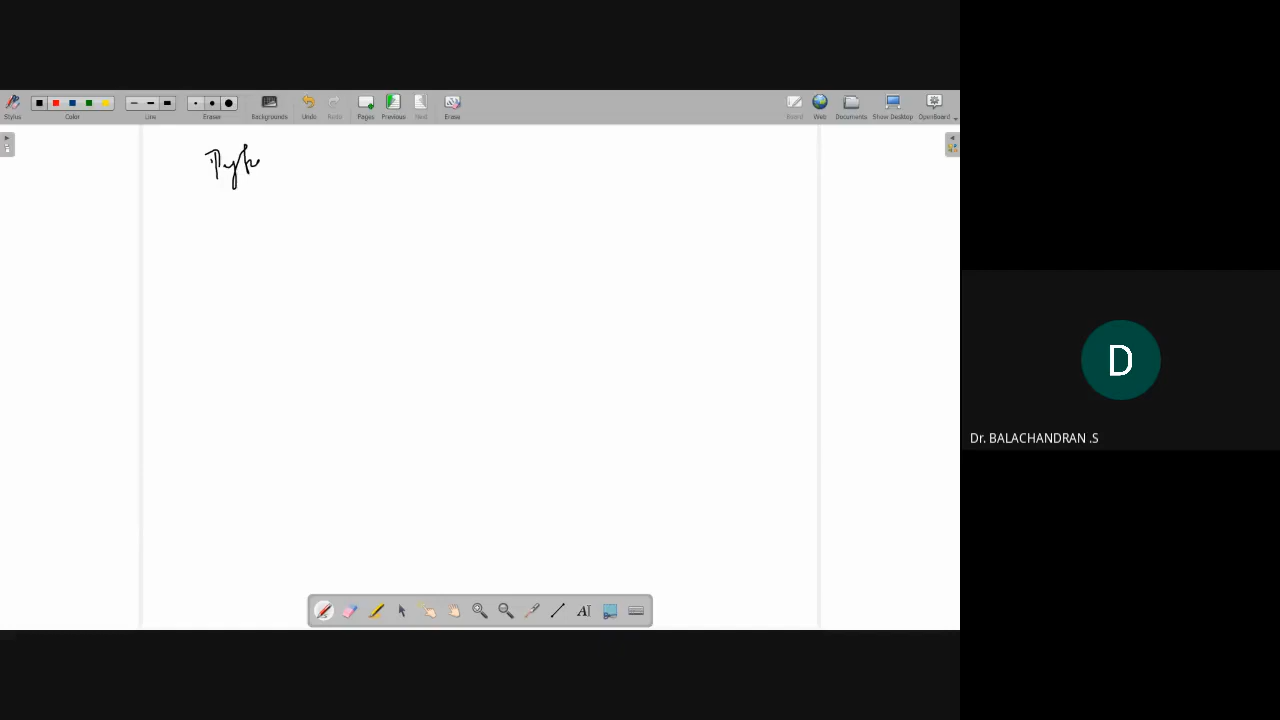 Stylus Color Line Eraser Backgrounds Undo Redo Pages Previous Next Erase Board Web Documents Show Desktop OpenBoard
D
Dr. BALACHANDRAN .S
AI